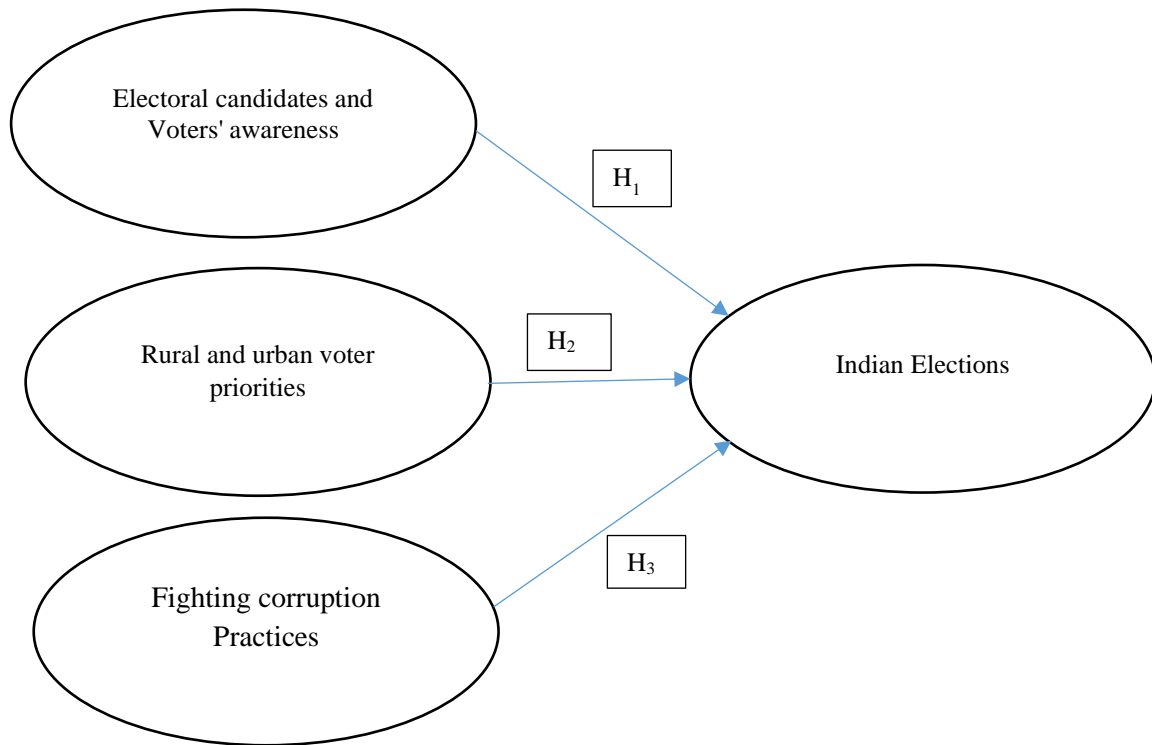 Electoral candidates and
Voters' awareness
H₁
Rural and urban voter
priorities
H₂
Indian Elections
Fighting corruption
Practices
H₃